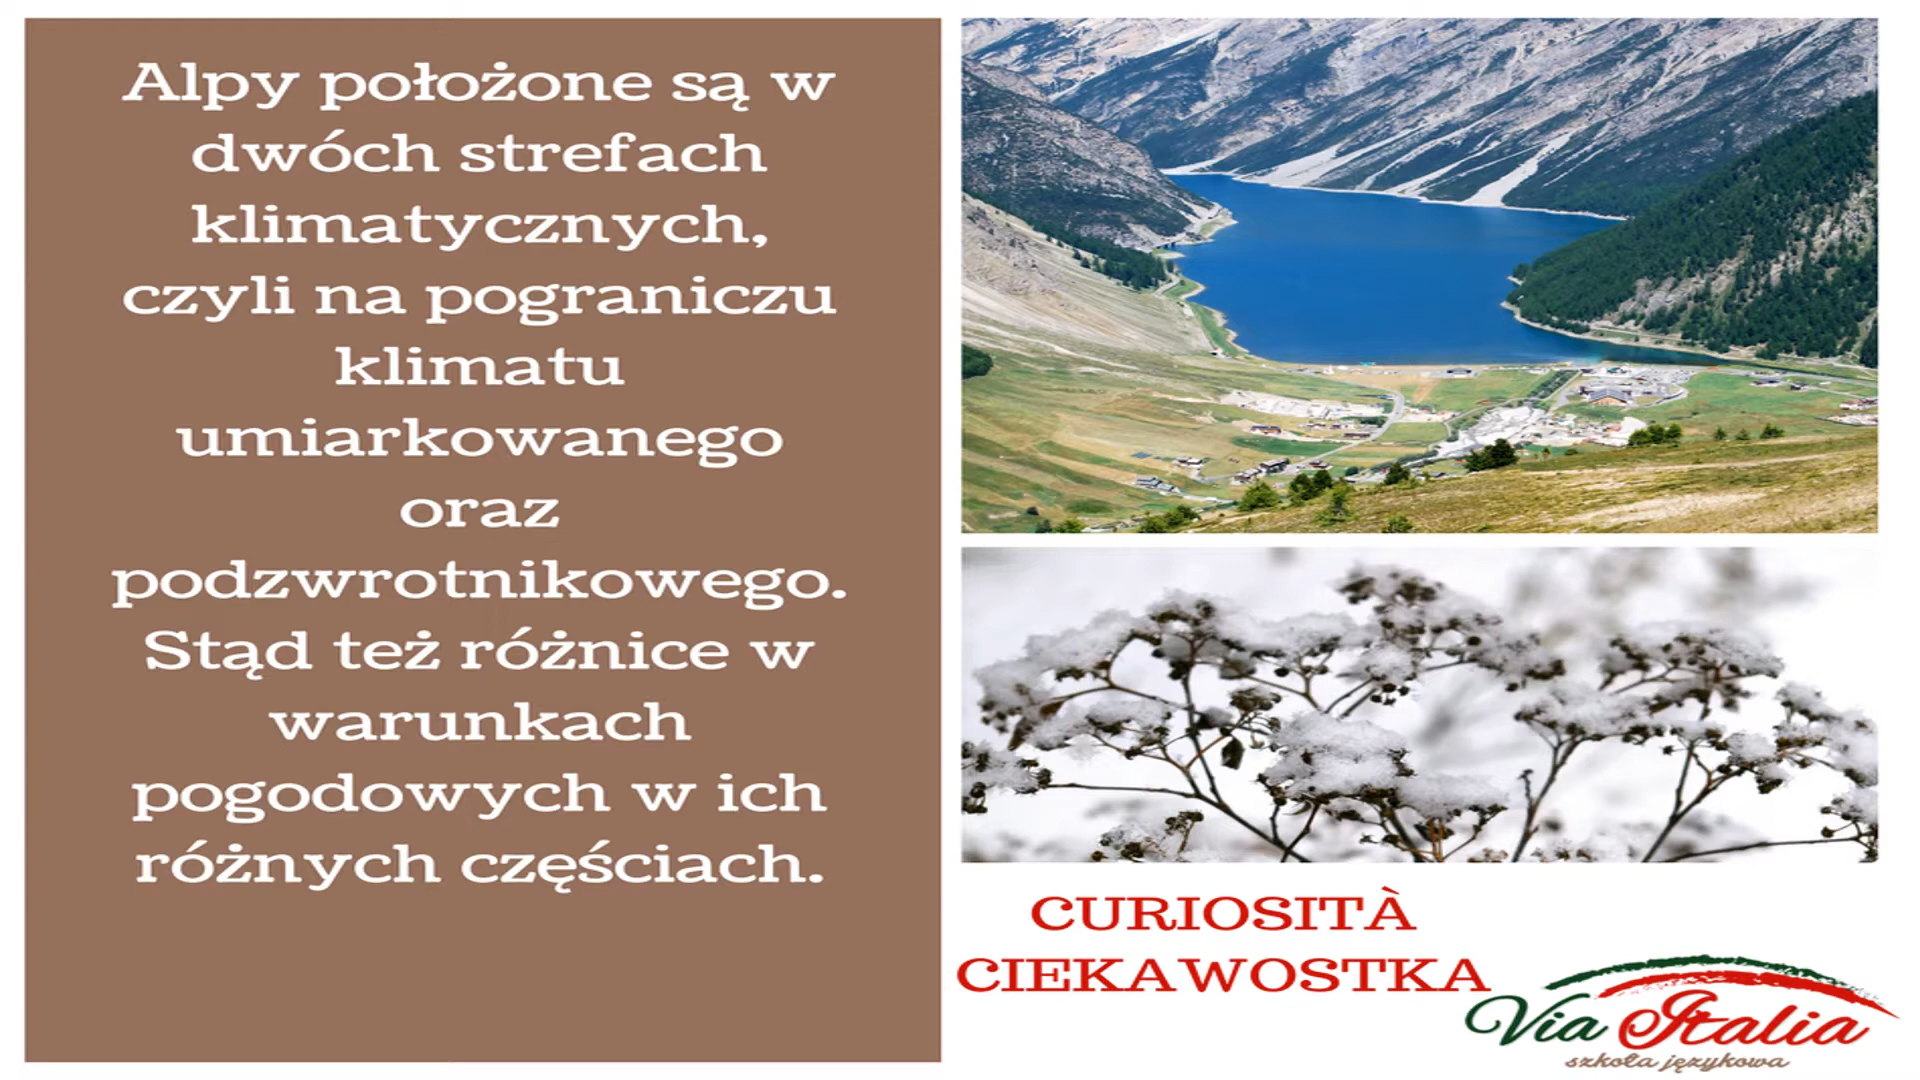 Alpy położone są w
dwóch strefach
klimatycznych,
czyli na pograniczu
klimatu
umiarkowanego
oraz
podzwrotnikowego.
Stąd też różnice w
warunkach
pogodowych w ich
różnych częściach.
CURIOSITÀ
CIEKAWOSTKA
Via Italia
szkoła językowa